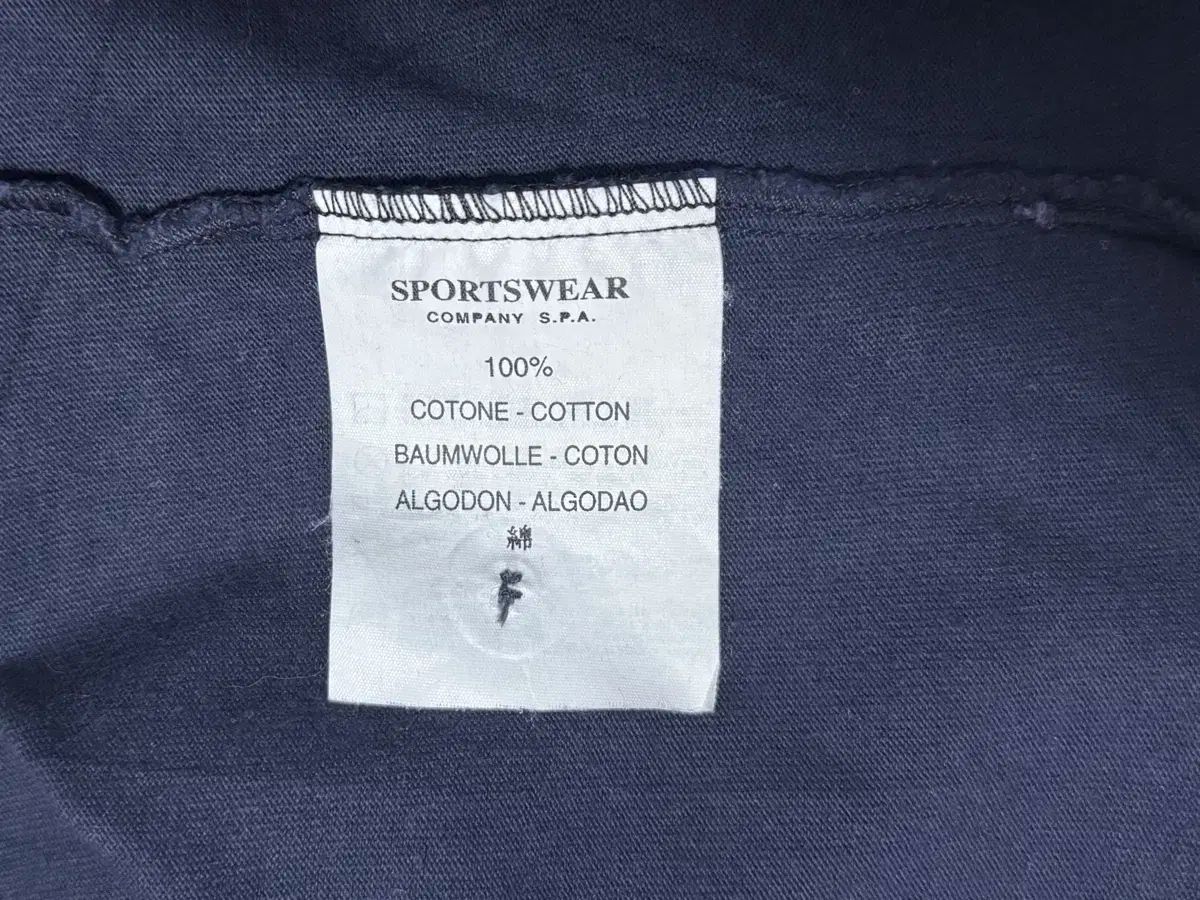 SPORTSWEAR
COMPANY S.P.A.
100%
COTONE - COTTON
BAUMWOLLE - COTON
ALGODON - ALGODAO
綿
F